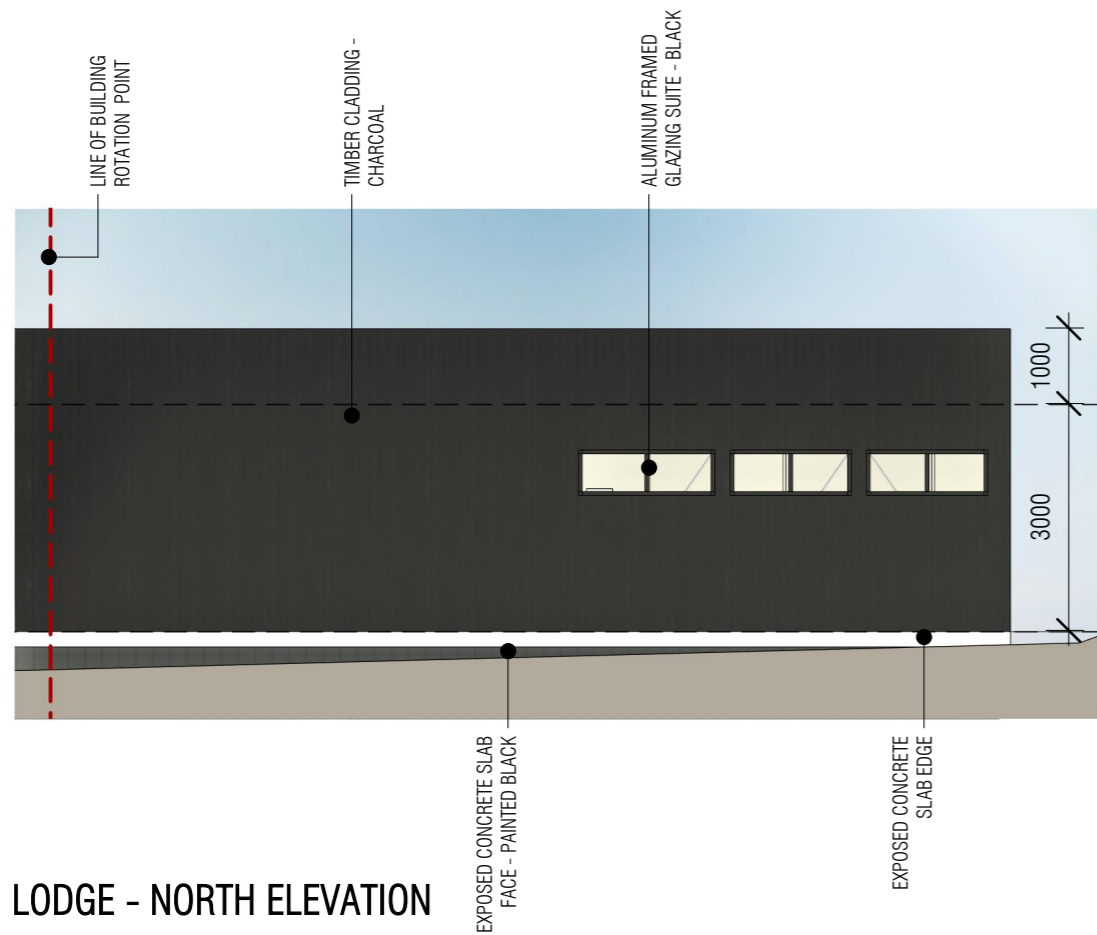 LINE OF BUILDING
ROTATION POINT
TIMBER CLADDING -
CHARCOAL
ALUMINUM FRAMED
GLAZING SUITE - BLACK
1000
3000
EXPOSED CONCRETE SLAB
FACE - PAINTED BLACK
EXPOSED CONCRETE
SLAB EDGE
LODGE - NORTH ELEVATION